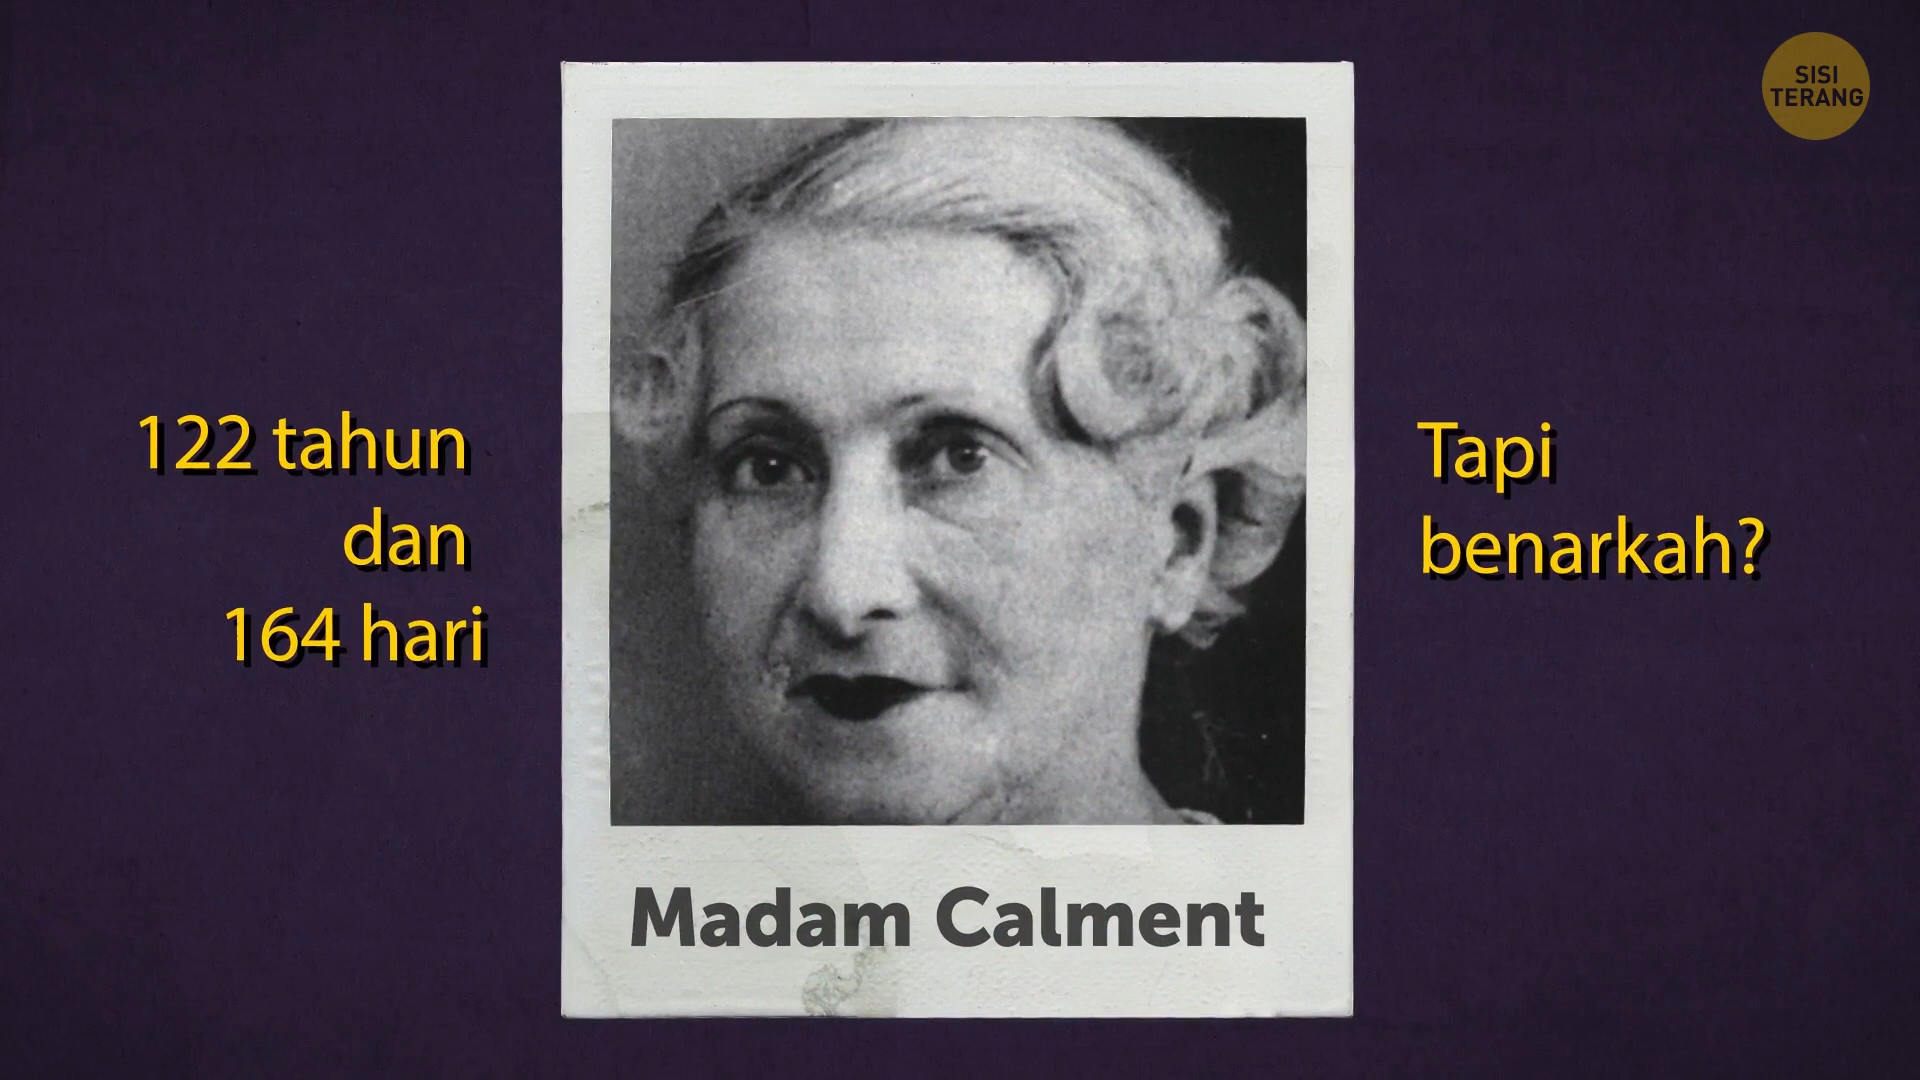 SISI
TERANG
122 tahun
dan
164 hari
Tapi
benarkah?
Madam Calment